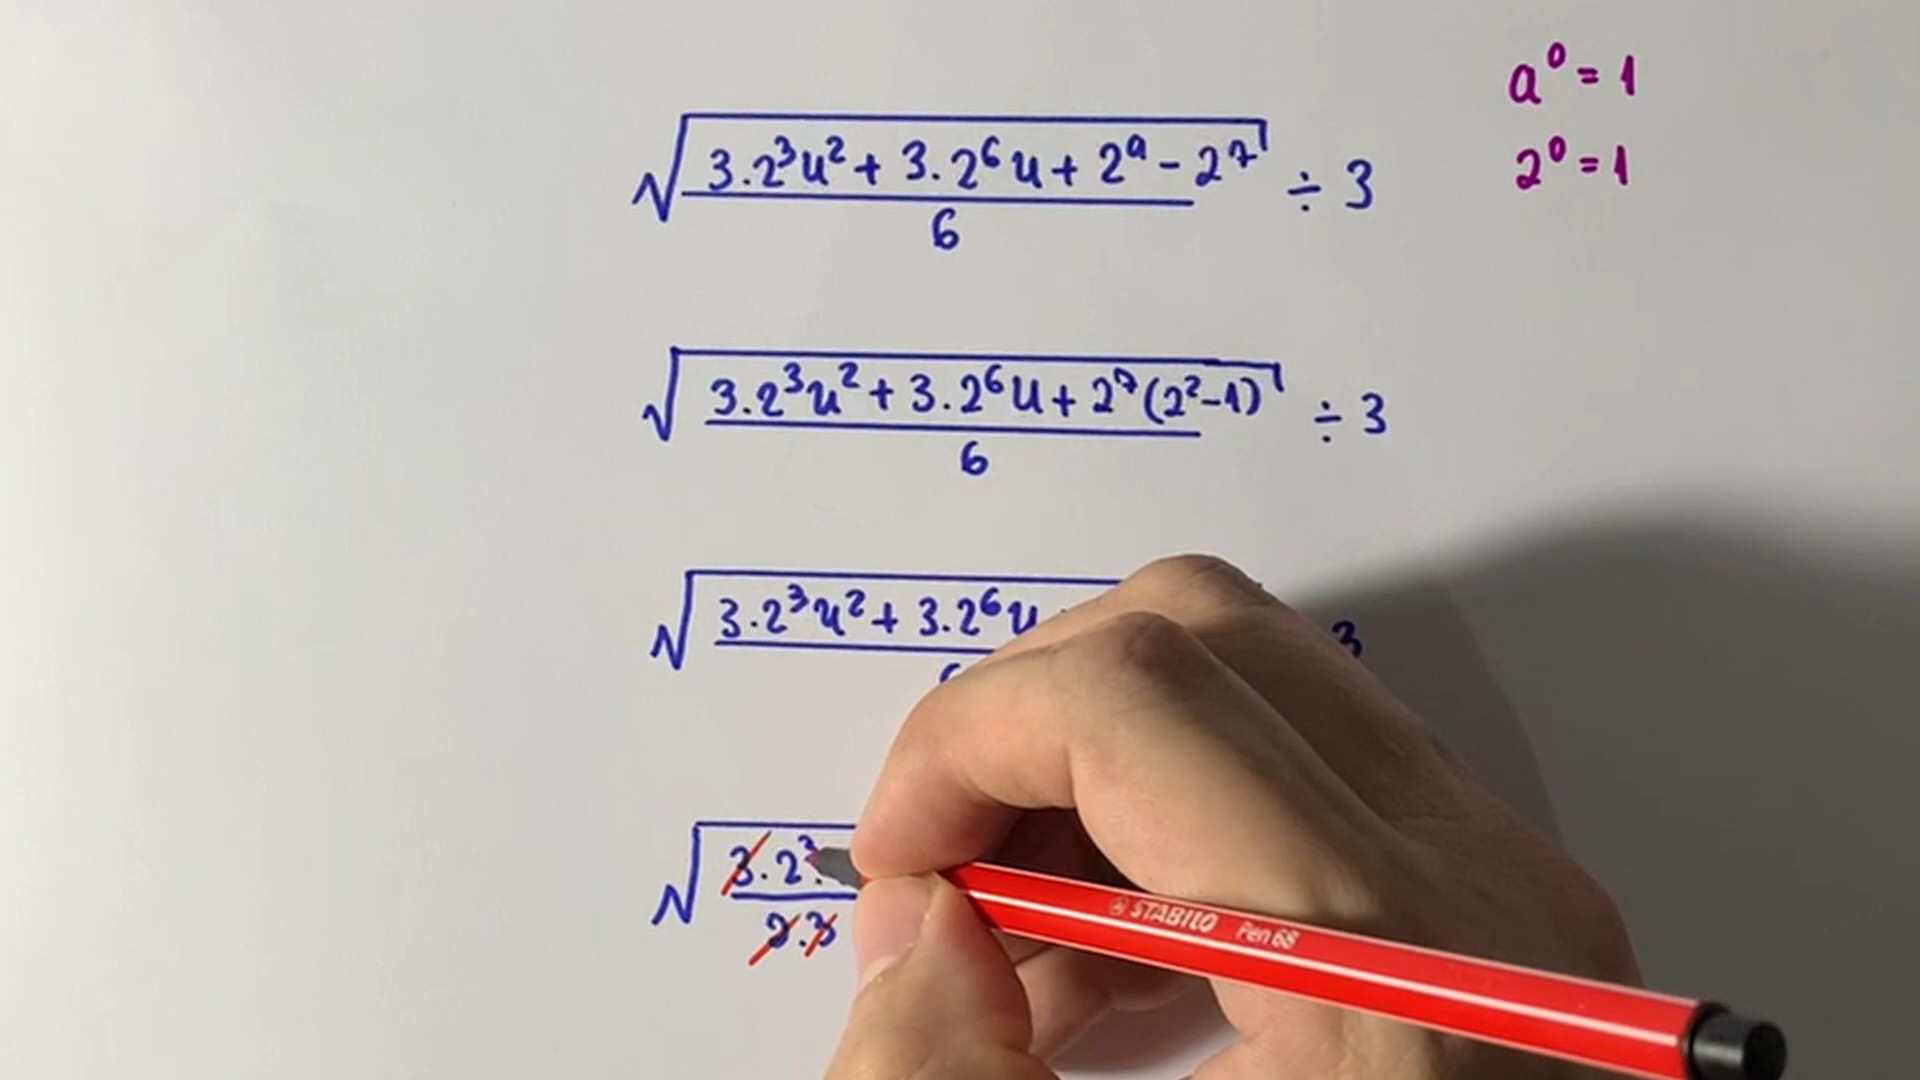 √(3.2³u² + 3.2⁶u + 2⁹ - 2⁷)/6 ÷ 3
a⁰ = 1
2⁰ = 1
√(3.2³u² + 3.2⁶u + 2⁷(2²-1))/6 ÷ 3
√(3.2³u² + 3.2⁶u 3
√3.2³
2.3
STABILO Pen 68